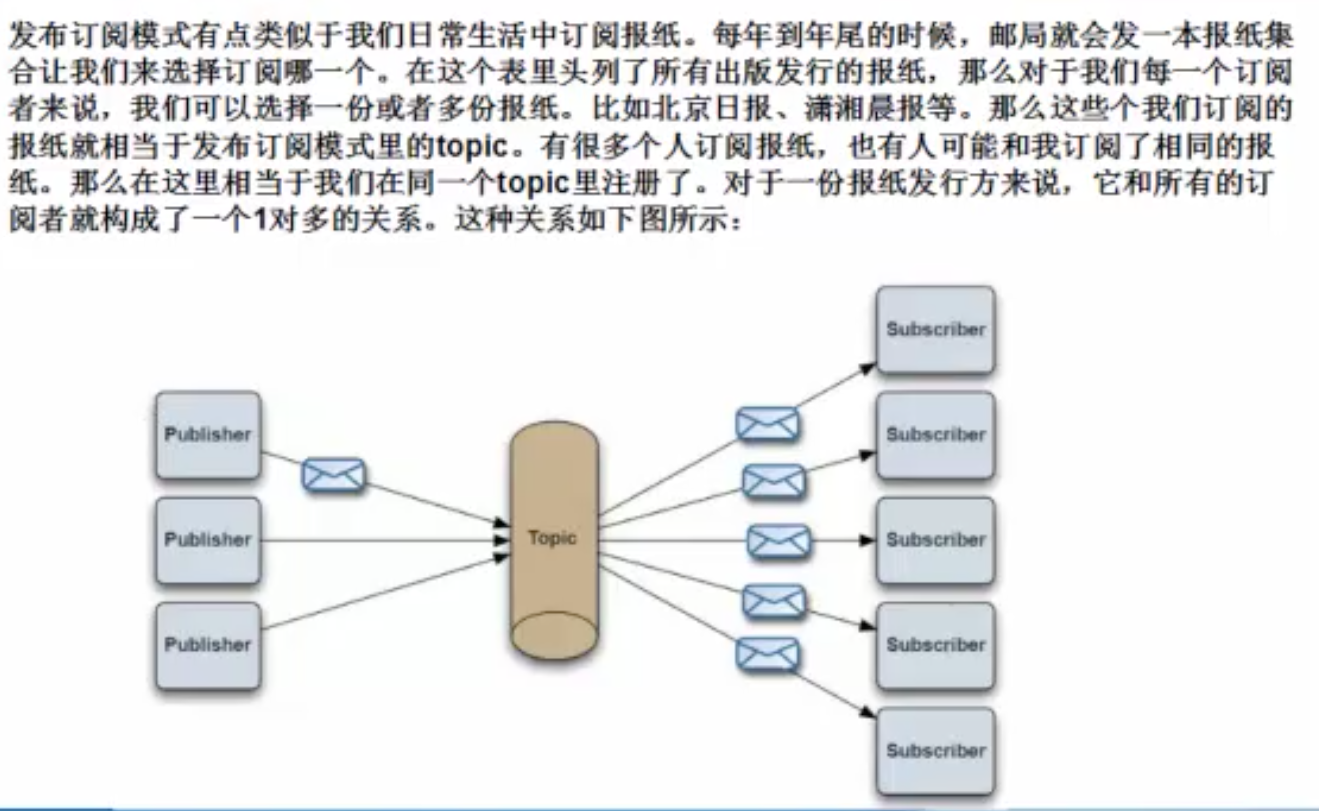 发布订阅模式有点类似于我们日常生活中订阅报纸。每年到年尾的时候，邮局就会发一本报纸集
合让我们来选择订阅哪一个。在这个表里头列了所有出版发行的报纸，那么对于我们每一个订阅
者来说，我们可以选择一份或者多份报纸。比如北京日报、潇湘晨报等。那么这些个我们订阅的
报纸就相当于发布订阅模式里的topic。有很多个人订阅报纸，也有人可能和我订阅了相同的报
纸。那么在这里相当于我们在同一个topic里注册了。对于一份报纸发行方来说，它和所有的订
阅者就构成了一个1对多的关系。这种关系如下图所示：
Subscriber
Publisher
Subscriber
Publisher
Topic
Subscriber
Publisher
Subscriber
Subscriber